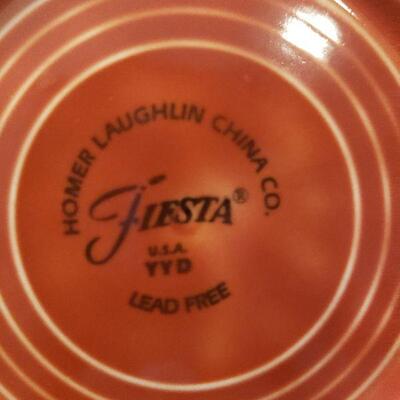 HOMER LAUGHLIN CHINA CO.
FIESTA®
U.S.A.
YYD
LEAD FREE